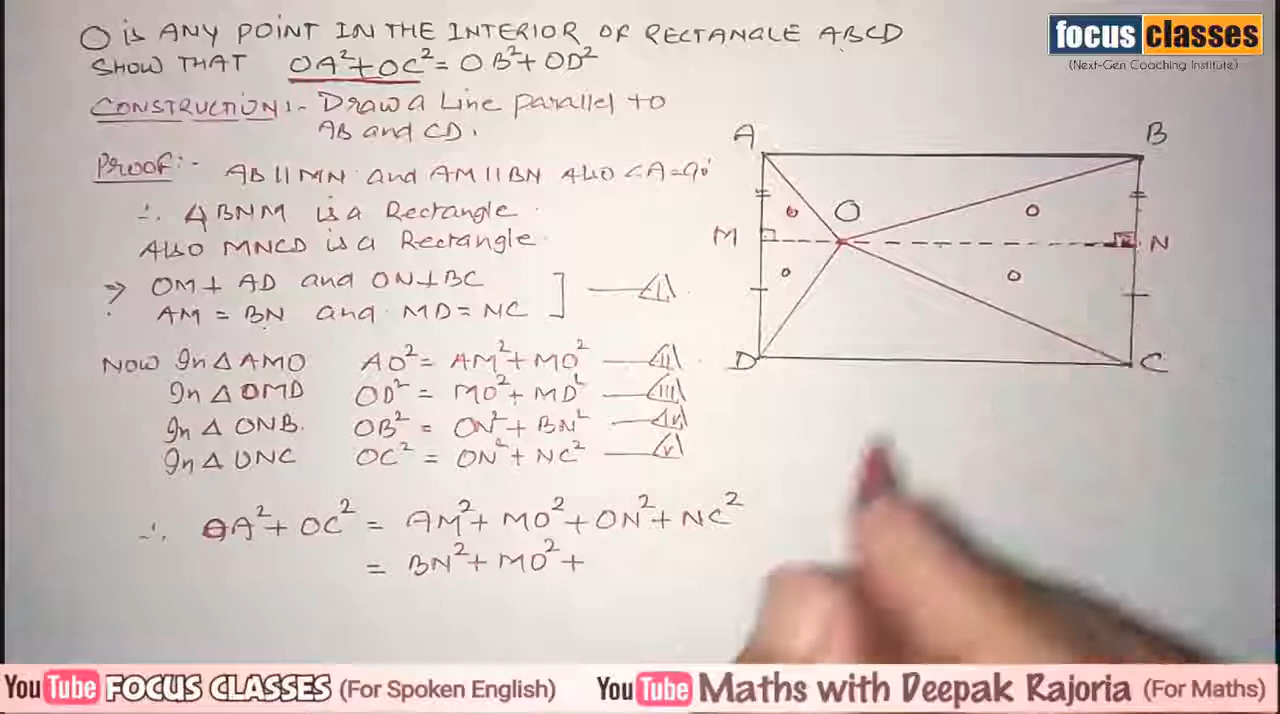 O is ANY POINT IN THE INTERIOR OF RECTANGLE ABCD
SHOW THAT OA²+OC²=OB²+OD²
CONSTRUCTION:- Draw a Line parallel to
AB and CD.
Proof:- AB || MN and AM || BN Also <A=90°
∴ ABNM is a Rectangle.
Also MNCD is a Rectangle.
⇒ OM⊥ AD and ON⊥BC
: AM = BN and MD = NC ] — (i)
Now In △ AMO AO² = AM²+MO² — (ii)
In △ OMD OD² = MO²+ MD² — (iii)
In △ ONB. OB² = ON²+BN² — (iv)
In △ ONC OC² = ON²+NC² — (v)
∴ OA²+OC² = AM²+MO²+ON²+NC²
= BN²+MO²+
A
B
O
M
N
D
C
focus classes
(Next-Gen Coaching Institute)
YouTube FOCUS CLASSES (For Spoken English) YouTube Maths with Deepak Rajoria (For Maths)